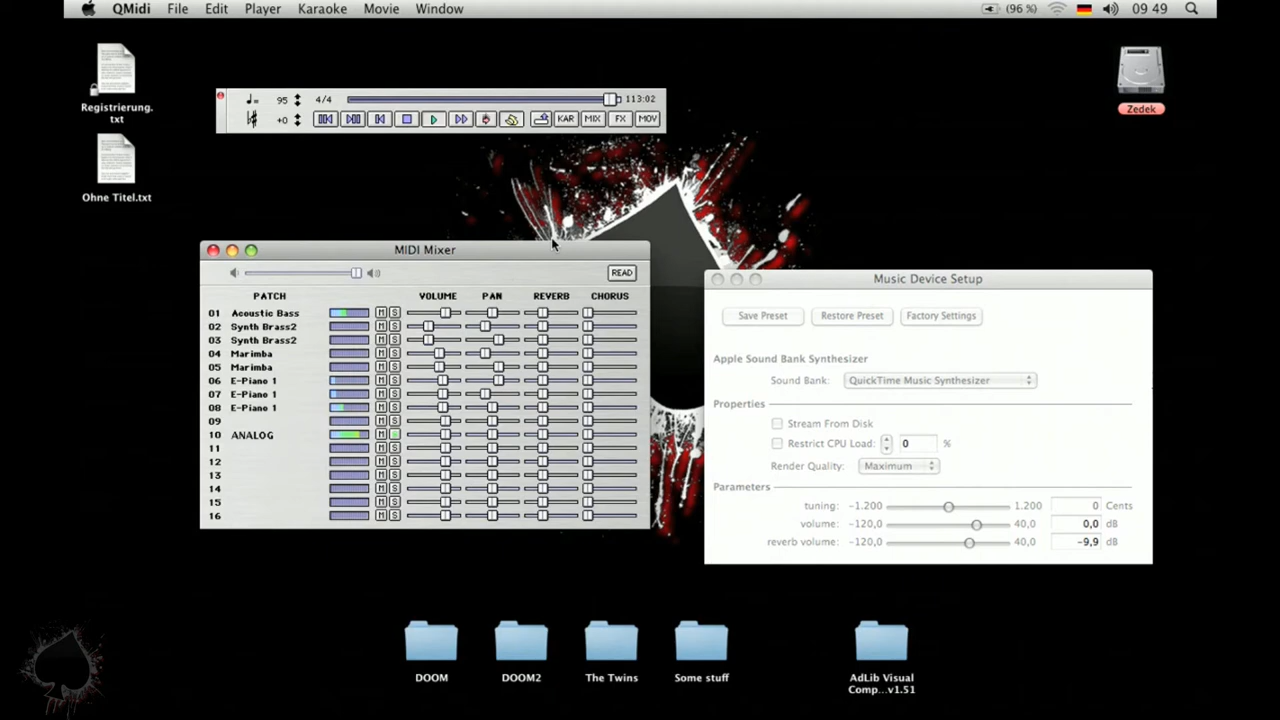 QMidi File Edit Player Karaoke Movie Window (96 %) 09 49
Registrierung.
txt
Ohne Titel.txt
Zedek
95 4/4 113:02
+0 KAR MIX FX MOV
MIDI Mixer
READ
PATCH VOLUME PAN REVERB CHORUS
01 Acoustic Bass M S
02 Synth Brass2 M S
03 Synth Brass2 M S
04 Marimba M S
05 Marimba M S
06 E-Piano 1 M S
07 E-Piano 1 M S
08 E-Piano 1 M S
09 M S
10 ANALOG M S
11 M S
12 M S
13 M S
14 M S
15 M S
16 M S
Music Device Setup
Save Preset Restore Preset Factory Settings
Apple Sound Bank Synthesizer
Sound Bank: QuickTime Music Synthesizer
Properties
Stream From Disk
Restrict CPU Load: 0 %
Render Quality: Maximum
Parameters
tuning: -1.200 1.200 0 Cents
volume: -120,0 40,0 0,0 dB
reverb volume: -120,0 40,0 -9,9 dB
DOOM
DOOM2
The Twins
Some stuff
AdLib Visual
Comp...v1.51